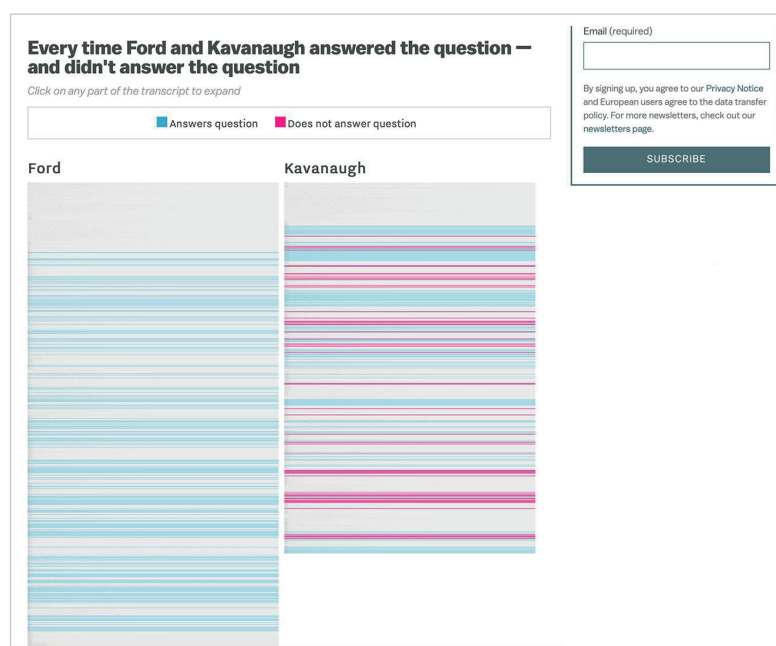 Every time Ford and Kavanaugh answered the question —
and didn't answer the question
Click on any part of the transcript to expand
Answers question Does not answer question
Ford
Kavanaugh
Email (required)
By signing up, you agree to our Privacy Notice
and European users agree to the data transfer
policy. For more newsletters, check out our
newsletters page.
SUBSCRIBE